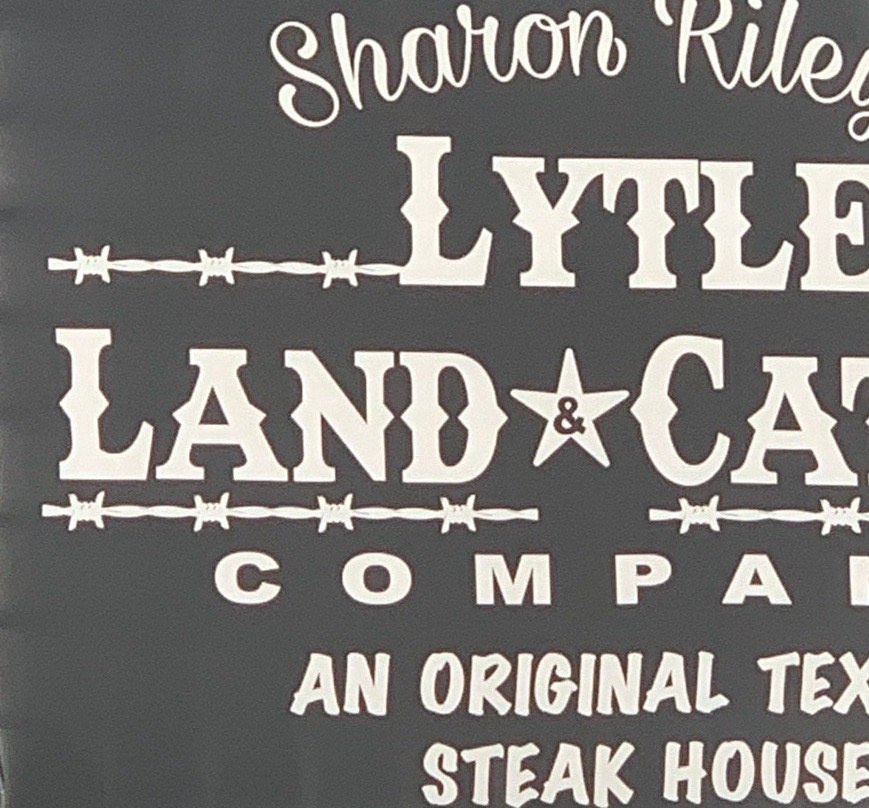 Sharon Riley
LYTLE
LAND & CAT
COMPA
AN ORIGINAL TEX
STEAK HOUSE